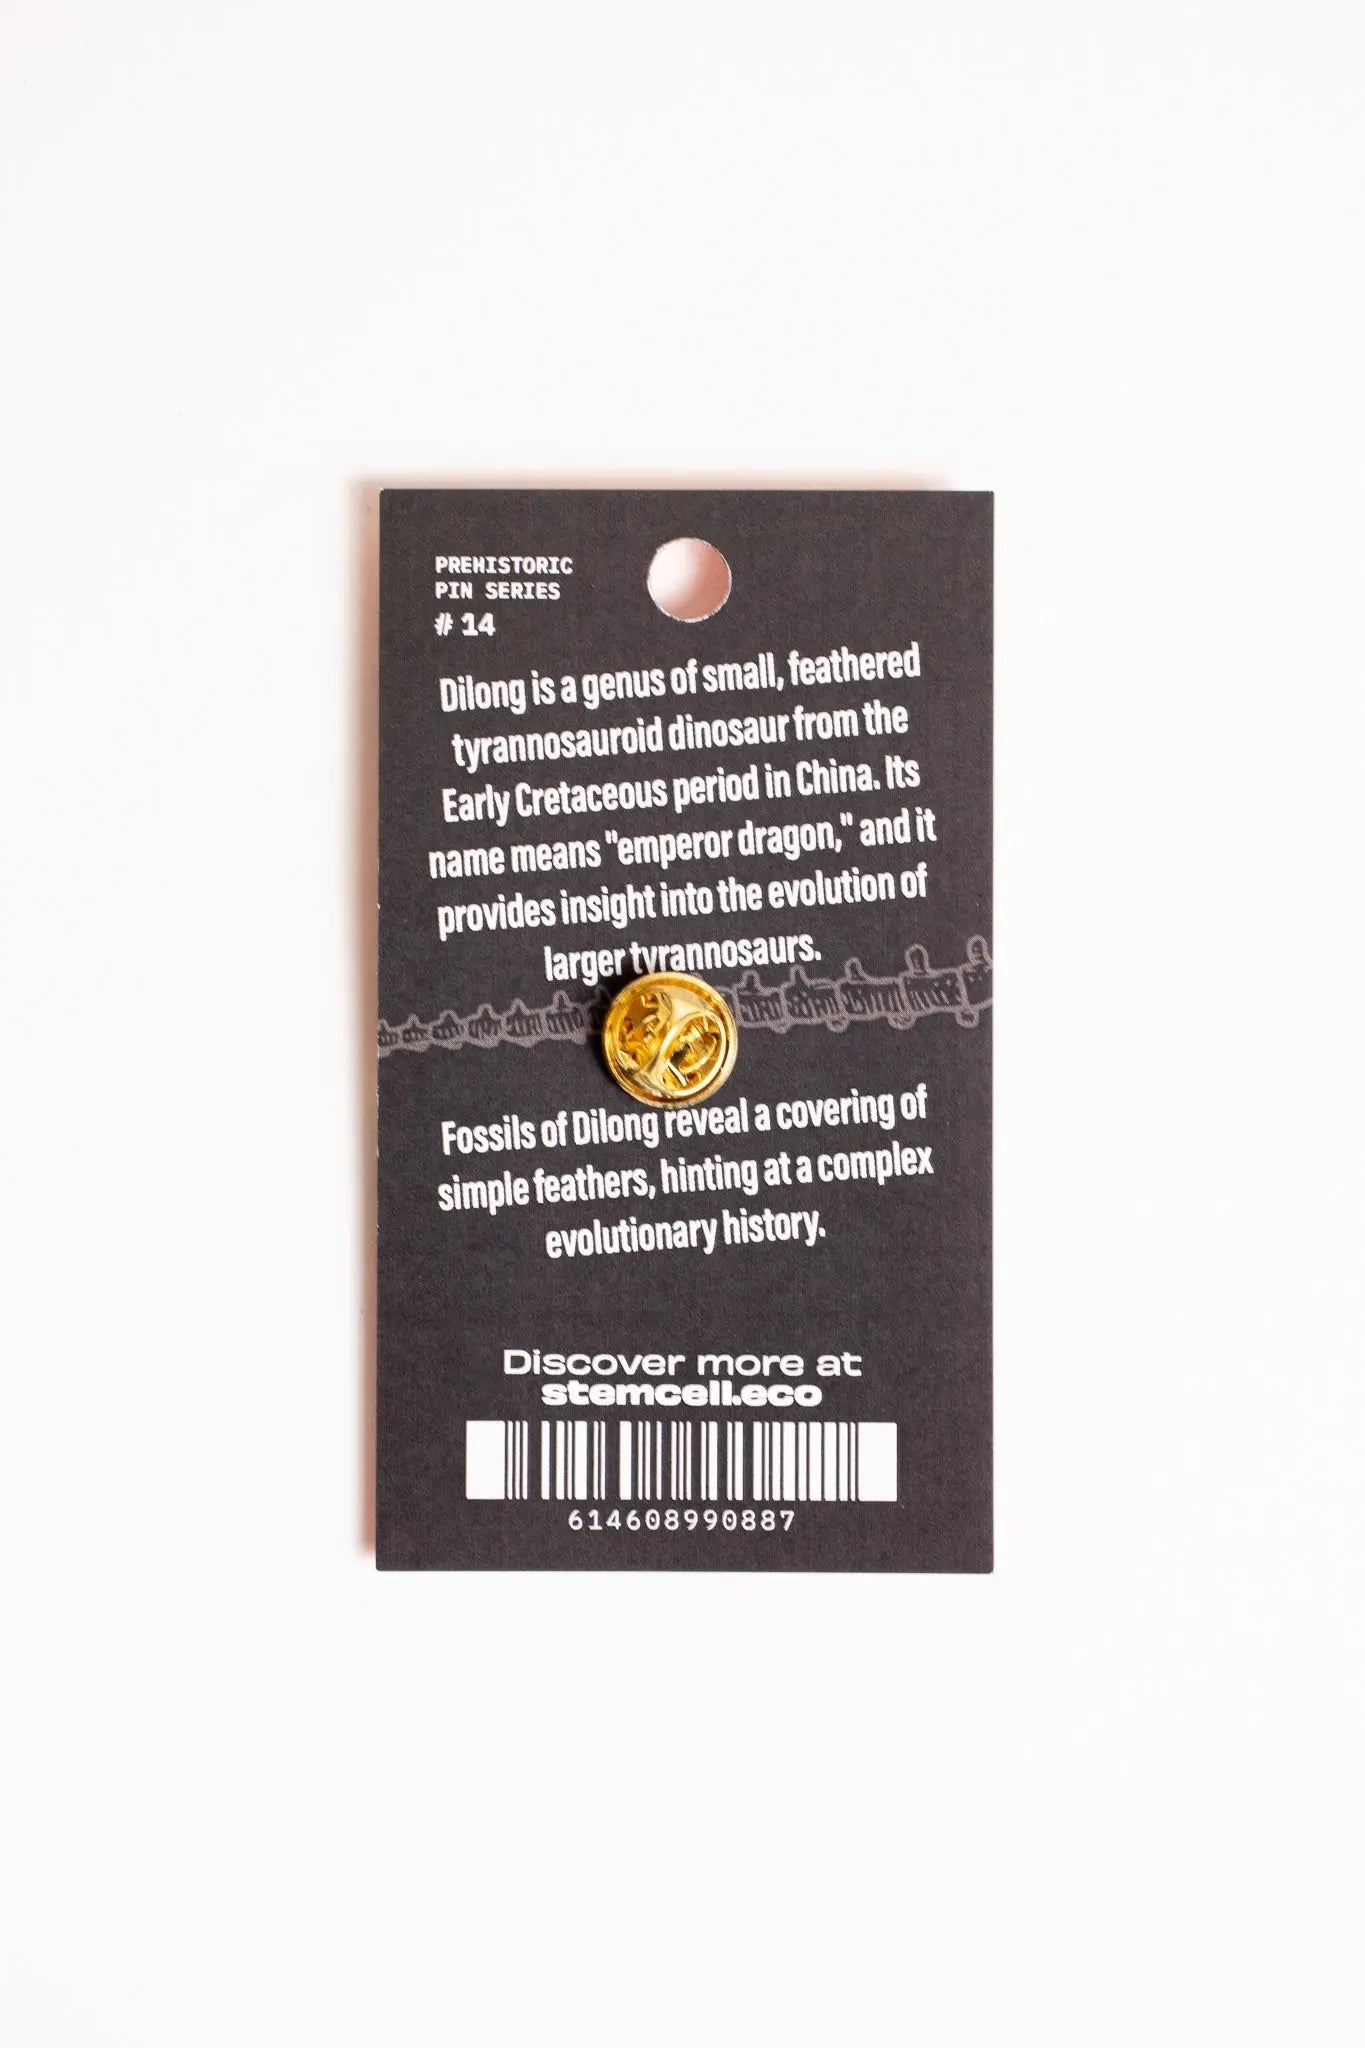 PREHISTORIC
PIN SERIES
# 14
Dilong is a genus of small, feathered
tyrannosauroid dinosaur from the
Early Cretaceous period in China. Its
name means "emperor dragon," and it
provides insight into the evolution of
larger tyrannosaurs.
Fossils of Dilong reveal a covering of
simple feathers, hinting at a complex
evolutionary history.
Discover more at
stemcell.eco
614608990887